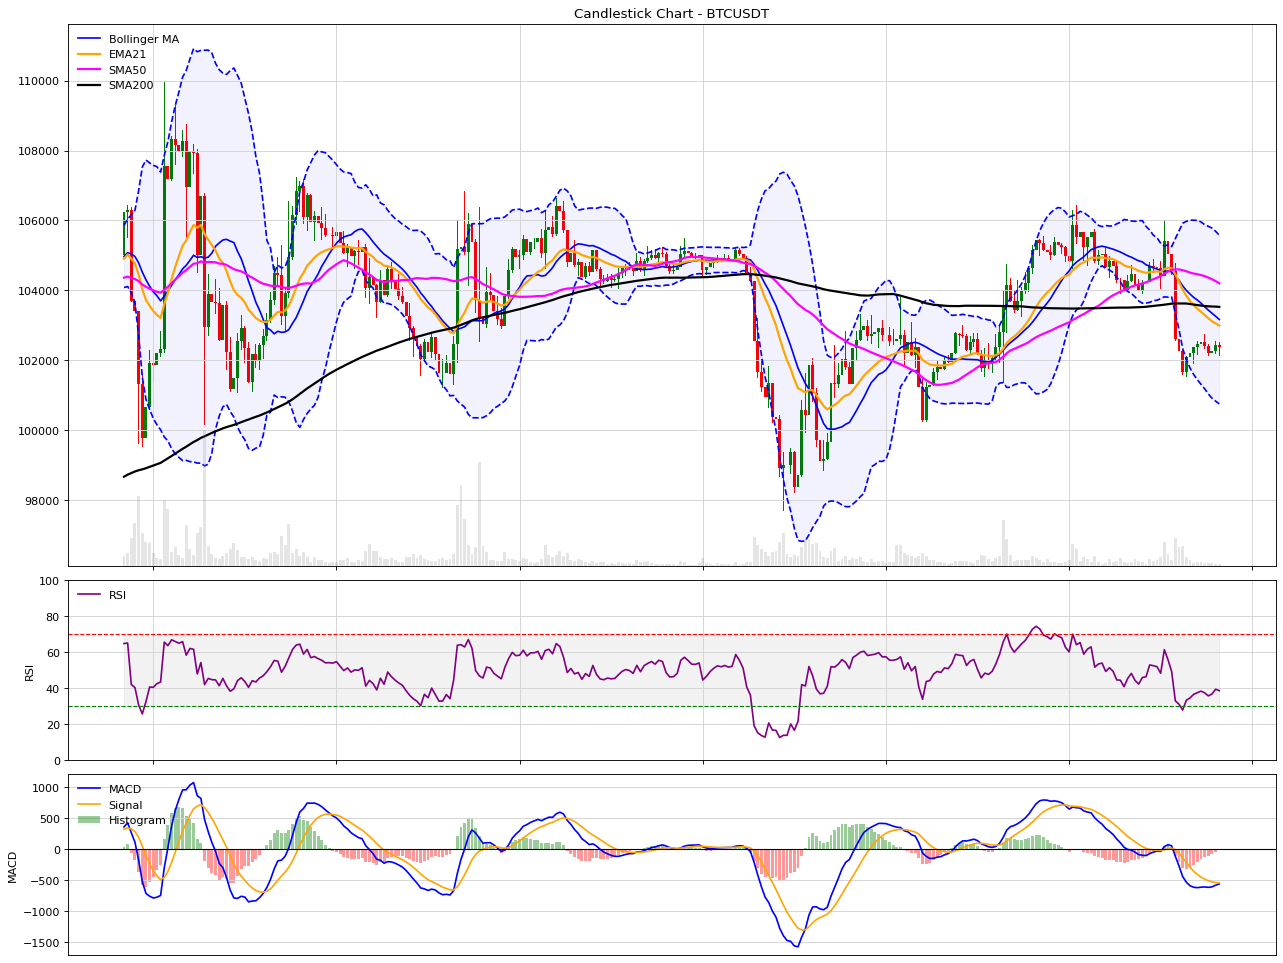 Candlestick Chart - BTCUSDT
Bollinger MA
EMA21
SMA50
SMA200
110000
108000
106000
104000
102000
100000
98000
RSI
100
80
60
40
20
0
RSI
MACD
Signal
Histogram
1000
500
0
−500
−1000
−1500
MACD